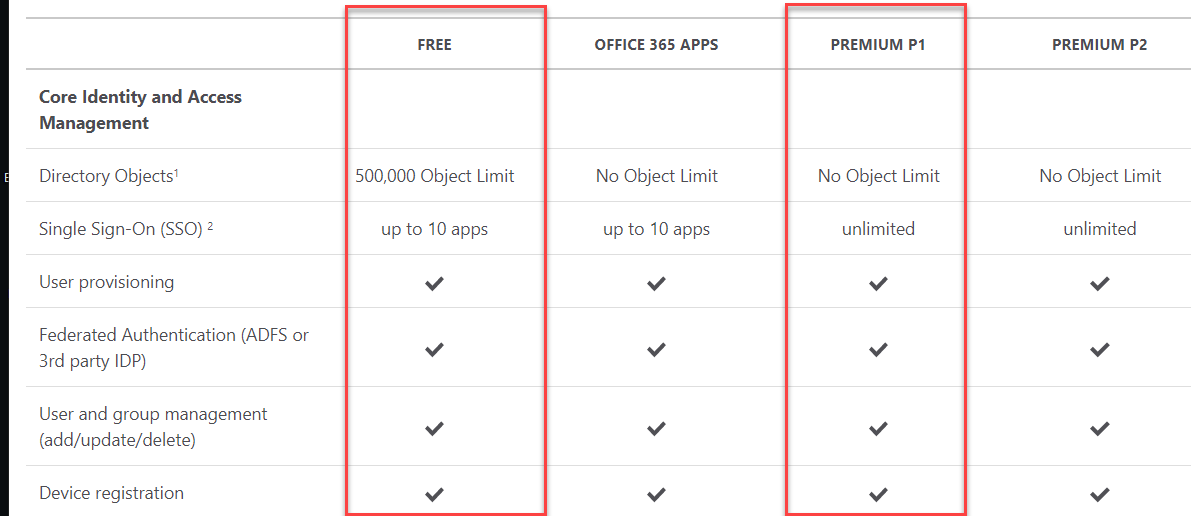 FREE OFFICE 365 APPS PREMIUM P1 PREMIUM P2
Core Identity and Access
Management
Directory Objects¹ 500,000 Object Limit No Object Limit No Object Limit No Object Limit
Single Sign-On (SSO) ² up to 10 apps up to 10 apps unlimited unlimited
User provisioning ✔ ✔ ✔ ✔
Federated Authentication (ADFS or
3rd party IDP) ✔ ✔ ✔ ✔
User and group management
(add/update/delete) ✔ ✔ ✔ ✔
Device registration ✔ ✔ ✔ ✔